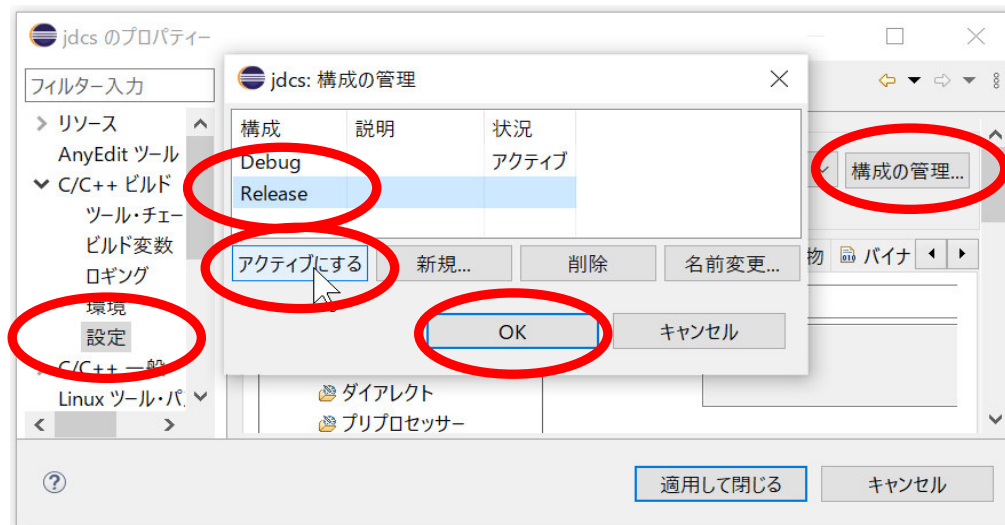 jdcs のプロパティー
フィルター入力
リソース
AnyEdit ツール
C/C++ ビルド
ツール・チェー
ビルド変数
ロギング
環境
設定
C/C++ 一般
Linux ツール・パ
jdcs: 構成の管理
構成 説明 状況
Debug アクティブ
Release
アクティブにする 新規... 削除 名前変更...
OK キャンセル
構成の管理...
物 バイナ
ダイアレクト
プリプロセッサー
適用して閉じる キャンセル